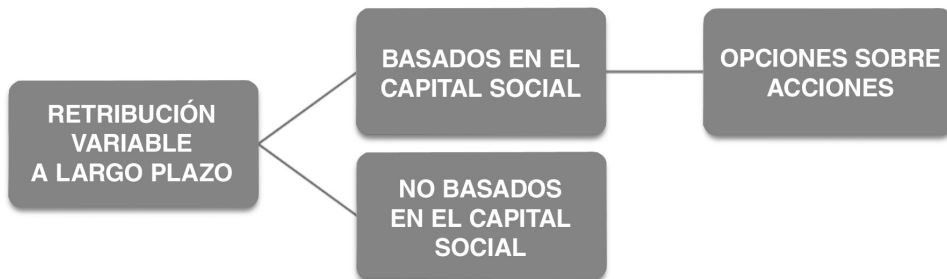 RETRIBUCIÓN
VARIABLE
A LARGO PLAZO
BASADOS EN EL
CAPITAL SOCIAL
OPCIONES SOBRE
ACCIONES
NO BASADOS
EN EL CAPITAL
SOCIAL